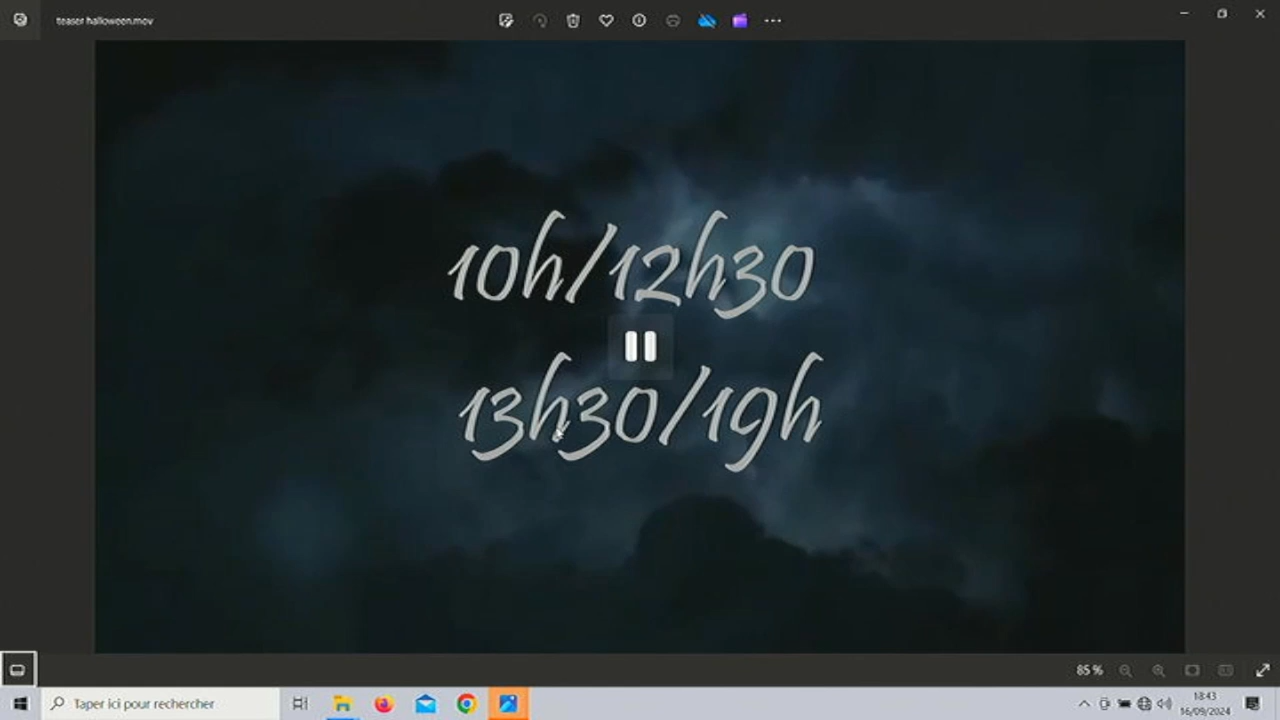 teaser halloween.mov
10h/12h30
13h30/19h
85 %
Taper ici pour rechercher
18:43
16/09/2024